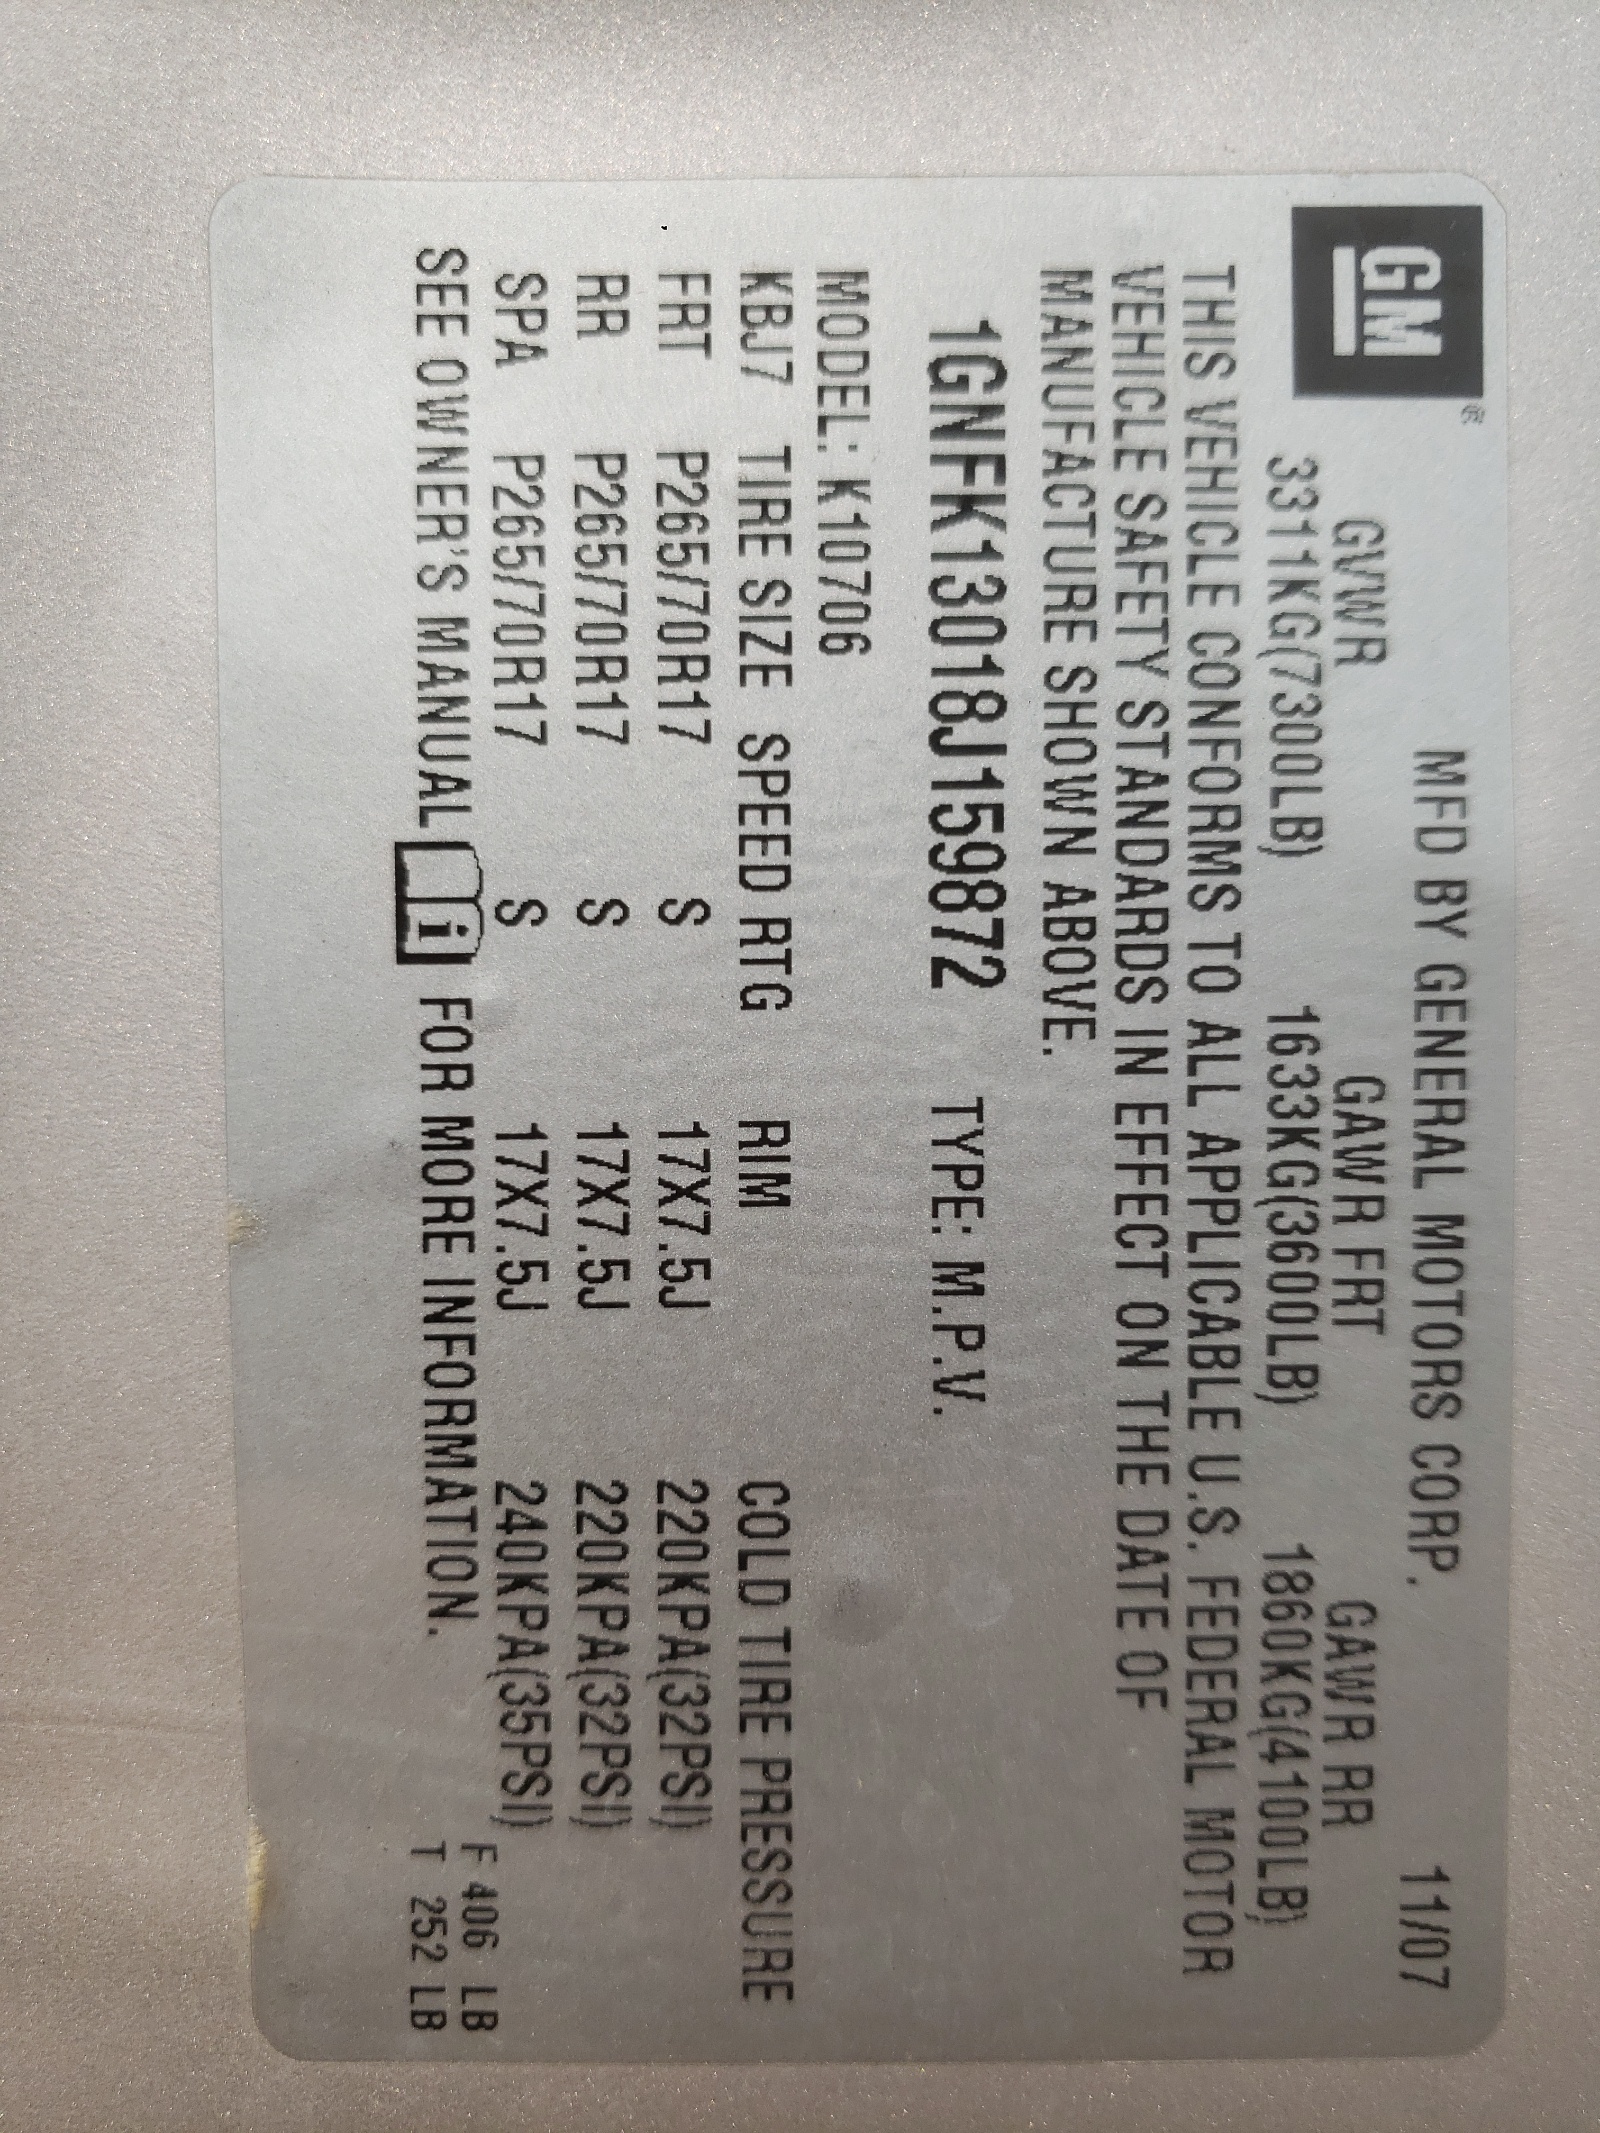 GM®
MFD BY GENERAL MOTORS CORP. 11/07
GVWR GAWR FRT GAWR RR
3311KG(7300LB) 1633KG(3600LB) 1860KG(4100LB)
THIS VEHICLE CONFORMS TO ALL APPLICABLE U.S. FEDERAL MOTOR
VEHICLE SAFETY STANDARDS IN EFFECT ON THE DATE OF
MANUFACTURE SHOWN ABOVE.
1GNFK13018J159872 TYPE: M.P.V.
MODEL: K10706
KBJ7 TIRE SIZE SPEED RTG RIM COLD TIRE PRESSURE
FRT P265/70R17 S 17X7.5J 220KPA(32PSI)
RR P265/70R17 S 17X7.5J 220KPA(32PSI)
SPA P265/70R17 S 17X7.5J 240KPA(35PSI)
SEE OWNER'S MANUAL i FOR MORE INFORMATION.
F 406 LB
T 252 LB